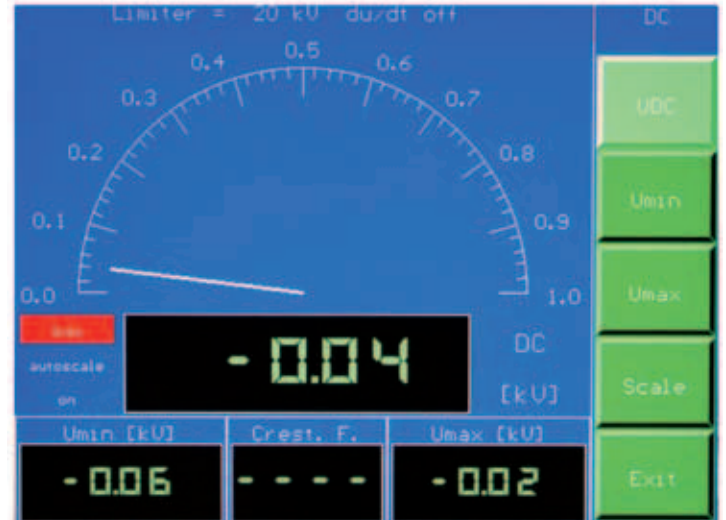 Limiter = 20 kV du/dt off
DC
0.0
0.1
0.2
0.3
0.4
0.5
0.6
0.7
0.8
0.9
1.0
UDC
Umin
Umax
Scale
Exit
autoscale
on
-0.04
DC
[kV]
Umin [kV]
Crest. F.
Umax [kV]
-0.06
- - - -
-0.02